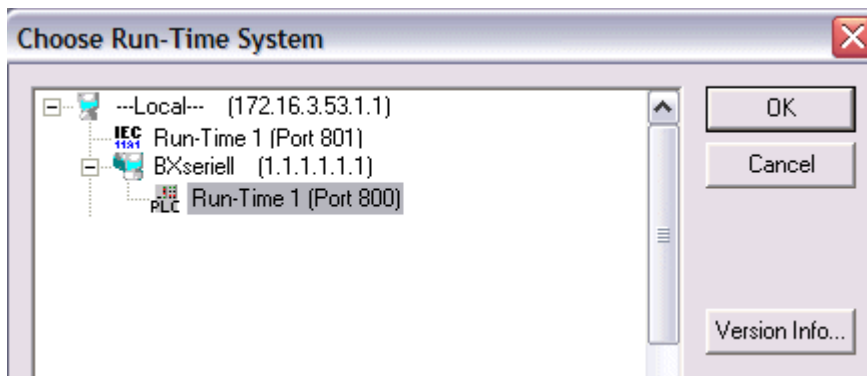 Choose Run-Time System
---Local--- (172.16.3.53.1.1)
IEC
1131
Run-Time 1 (Port 801)
BXseriell (1.1.1.1.1.1)
PLC
Run-Time 1 (Port 800)
OK
Cancel
Version Info...